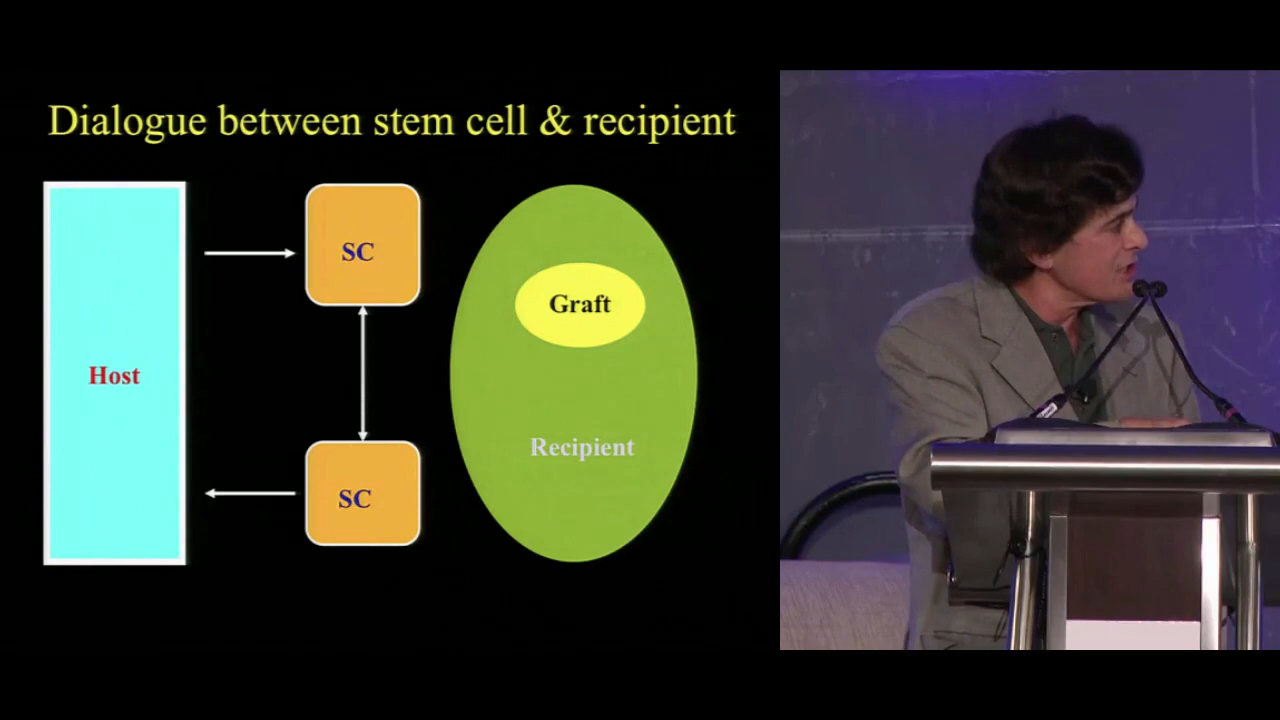 Dialogue between stem cell & recipient
SC
Graft
Host
Recipient
SC